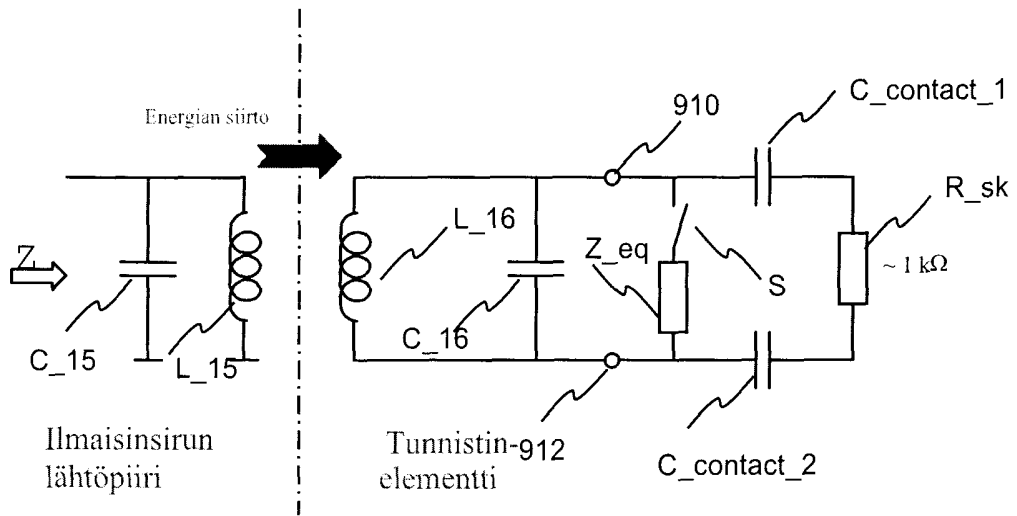 Energian siirto
910
C_contact_1
R_sk
L_16
Z_eq
Z
~ 1 kΩ
S
C_15
L_15
C_16
Ilmaisinsirun
lähtöpiiri
Tunnistin-
elementti
912
C_contact_2